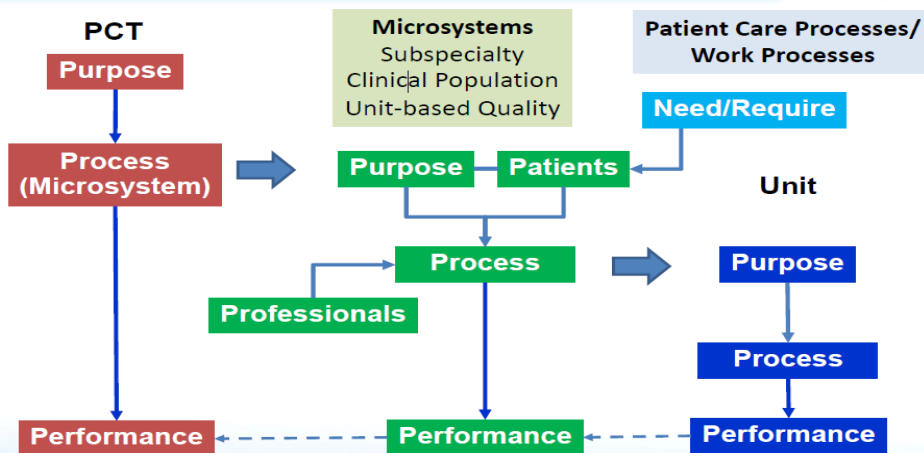 PCT
Purpose
Process
(Microsystem)
Performance
Microsystems
Subspecialty
Clinical Population
Unit-based Quality
Purpose
Patients
Process
Professionals
Performance
Patient Care Processes/
Work Processes
Need/Require
Unit
Purpose
Process
Performance